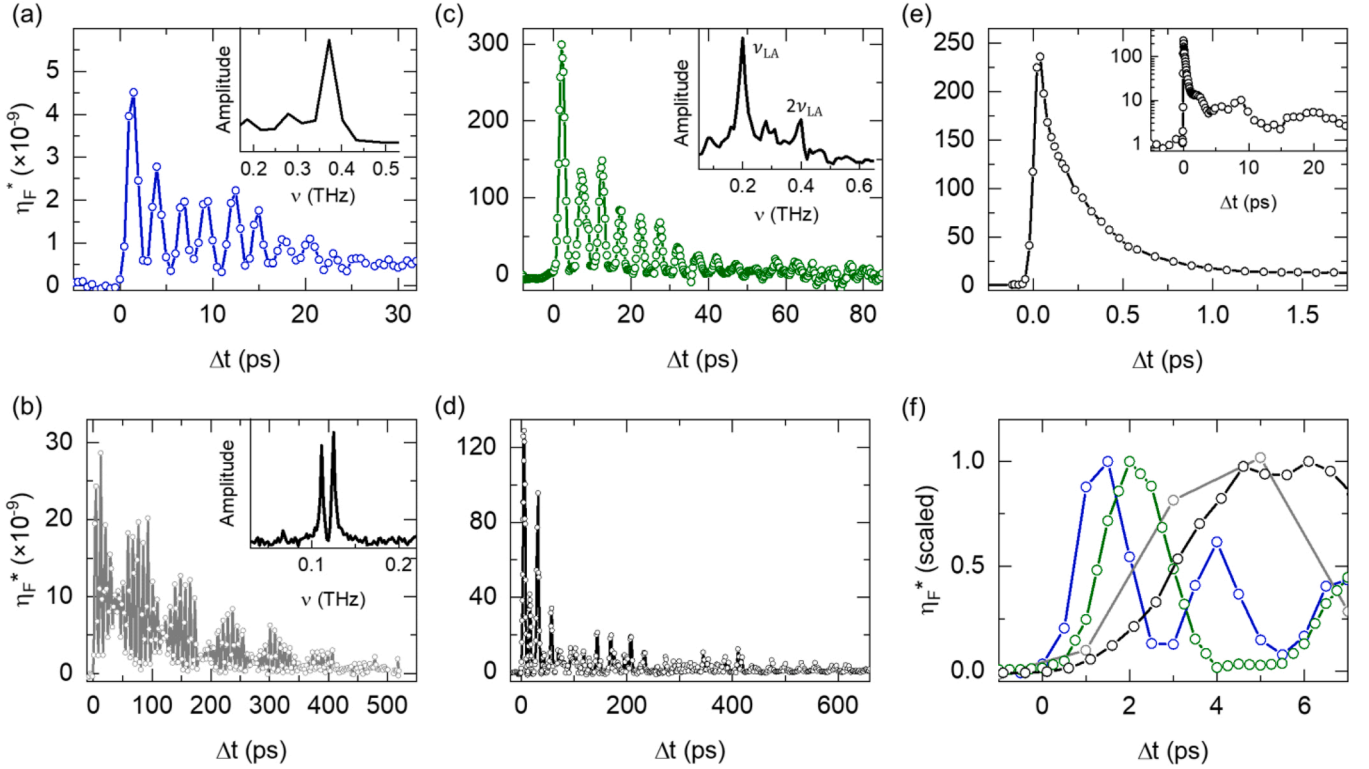 (a)
5
4
3
2
1
0
η_F* (×10⁻⁹)
0 10 20 30
Δt (ps)
Amplitude
0.2 0.3 0.4 0.5
ν (THz)
(c)
300
200
100
0
0 20 40 60 80
Δt (ps)
Amplitude
ν_LA
2ν_LA
0.2 0.4 0.6
ν (THz)
(e)
250
200
150
100
50
0
0.0 0.5 1.0 1.5
Δt (ps)
100
10
1
0 10 20
Δt (ps)
(b)
30
20
10
0
η_F* (×10⁻⁹)
0 100 200 300 400 500
Δt (ps)
Amplitude
0.1 0.2
ν (THz)
(d)
120
80
40
0
0 200 400 600
Δt (ps)
(f)
1.0
0.5
0.0
η_F* (scaled)
0 2 4 6
Δt (ps)